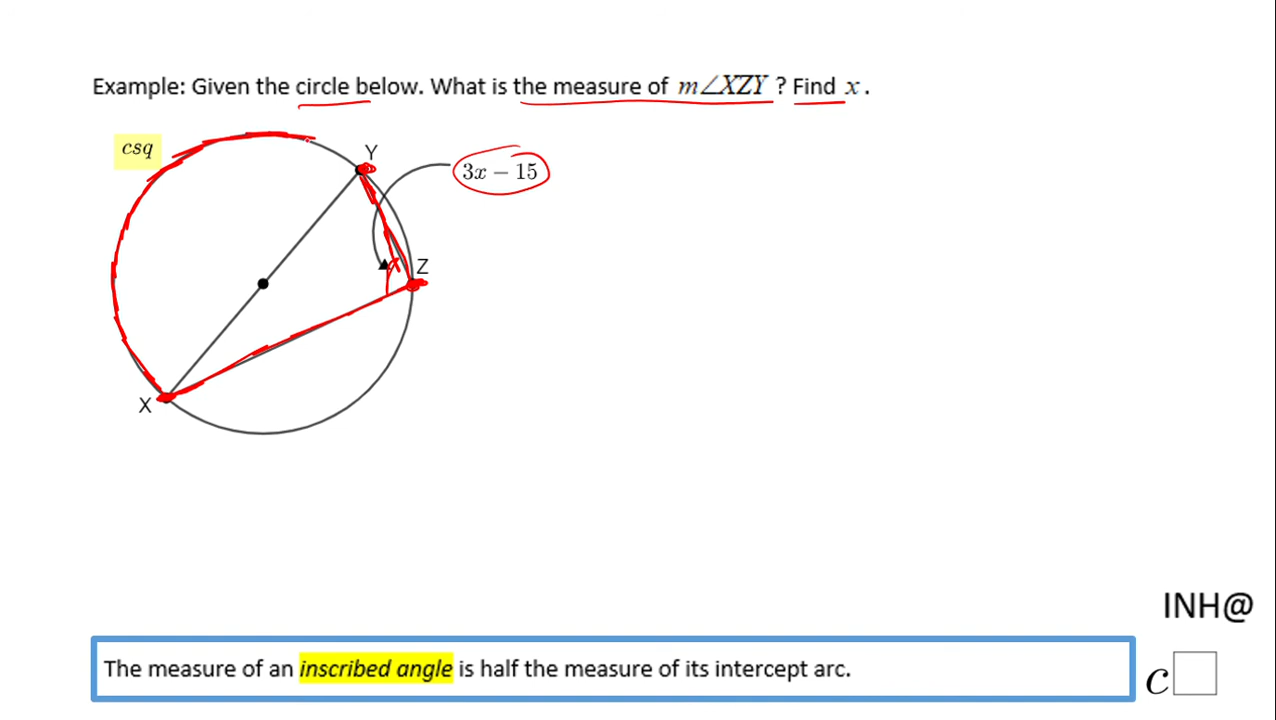 Example: Given the circle below. What is the measure of m∠XZY ? Find x .
csq
Y
3x − 15
Z
X
INH@
The measure of an inscribed angle is half the measure of its intercept arc.
c